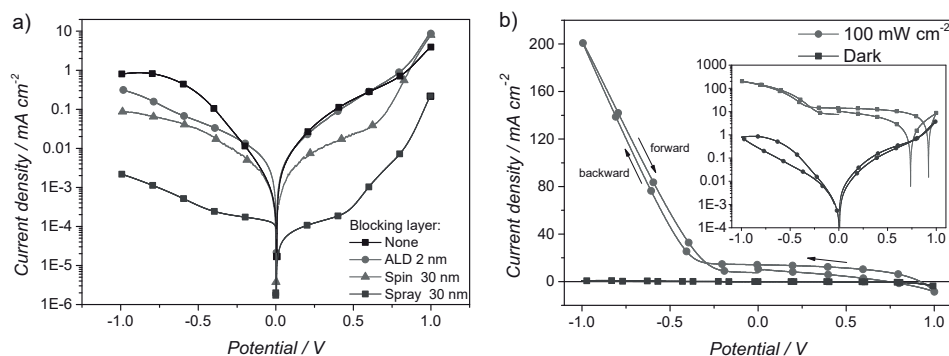 a)
Current density / mA cm⁻²
10
1
0.1
0.01
1E-3
1E-4
1E-5
1E-6
-1.0
-0.5
0.0
0.5
1.0
Potential / V
Blocking layer:
None
ALD 2 nm
Spin 30 nm
Spray 30 nm
b)
Current density / mA cm⁻²
200
160
120
80
40
0
-1.0
-0.5
0.0
0.5
1.0
Potential / V
100 mW cm⁻²
Dark
forward
backward
100
10
1
0.1
0.01
1E-3
1E-4
-1.0
-0.5
0.0
0.5
1.0